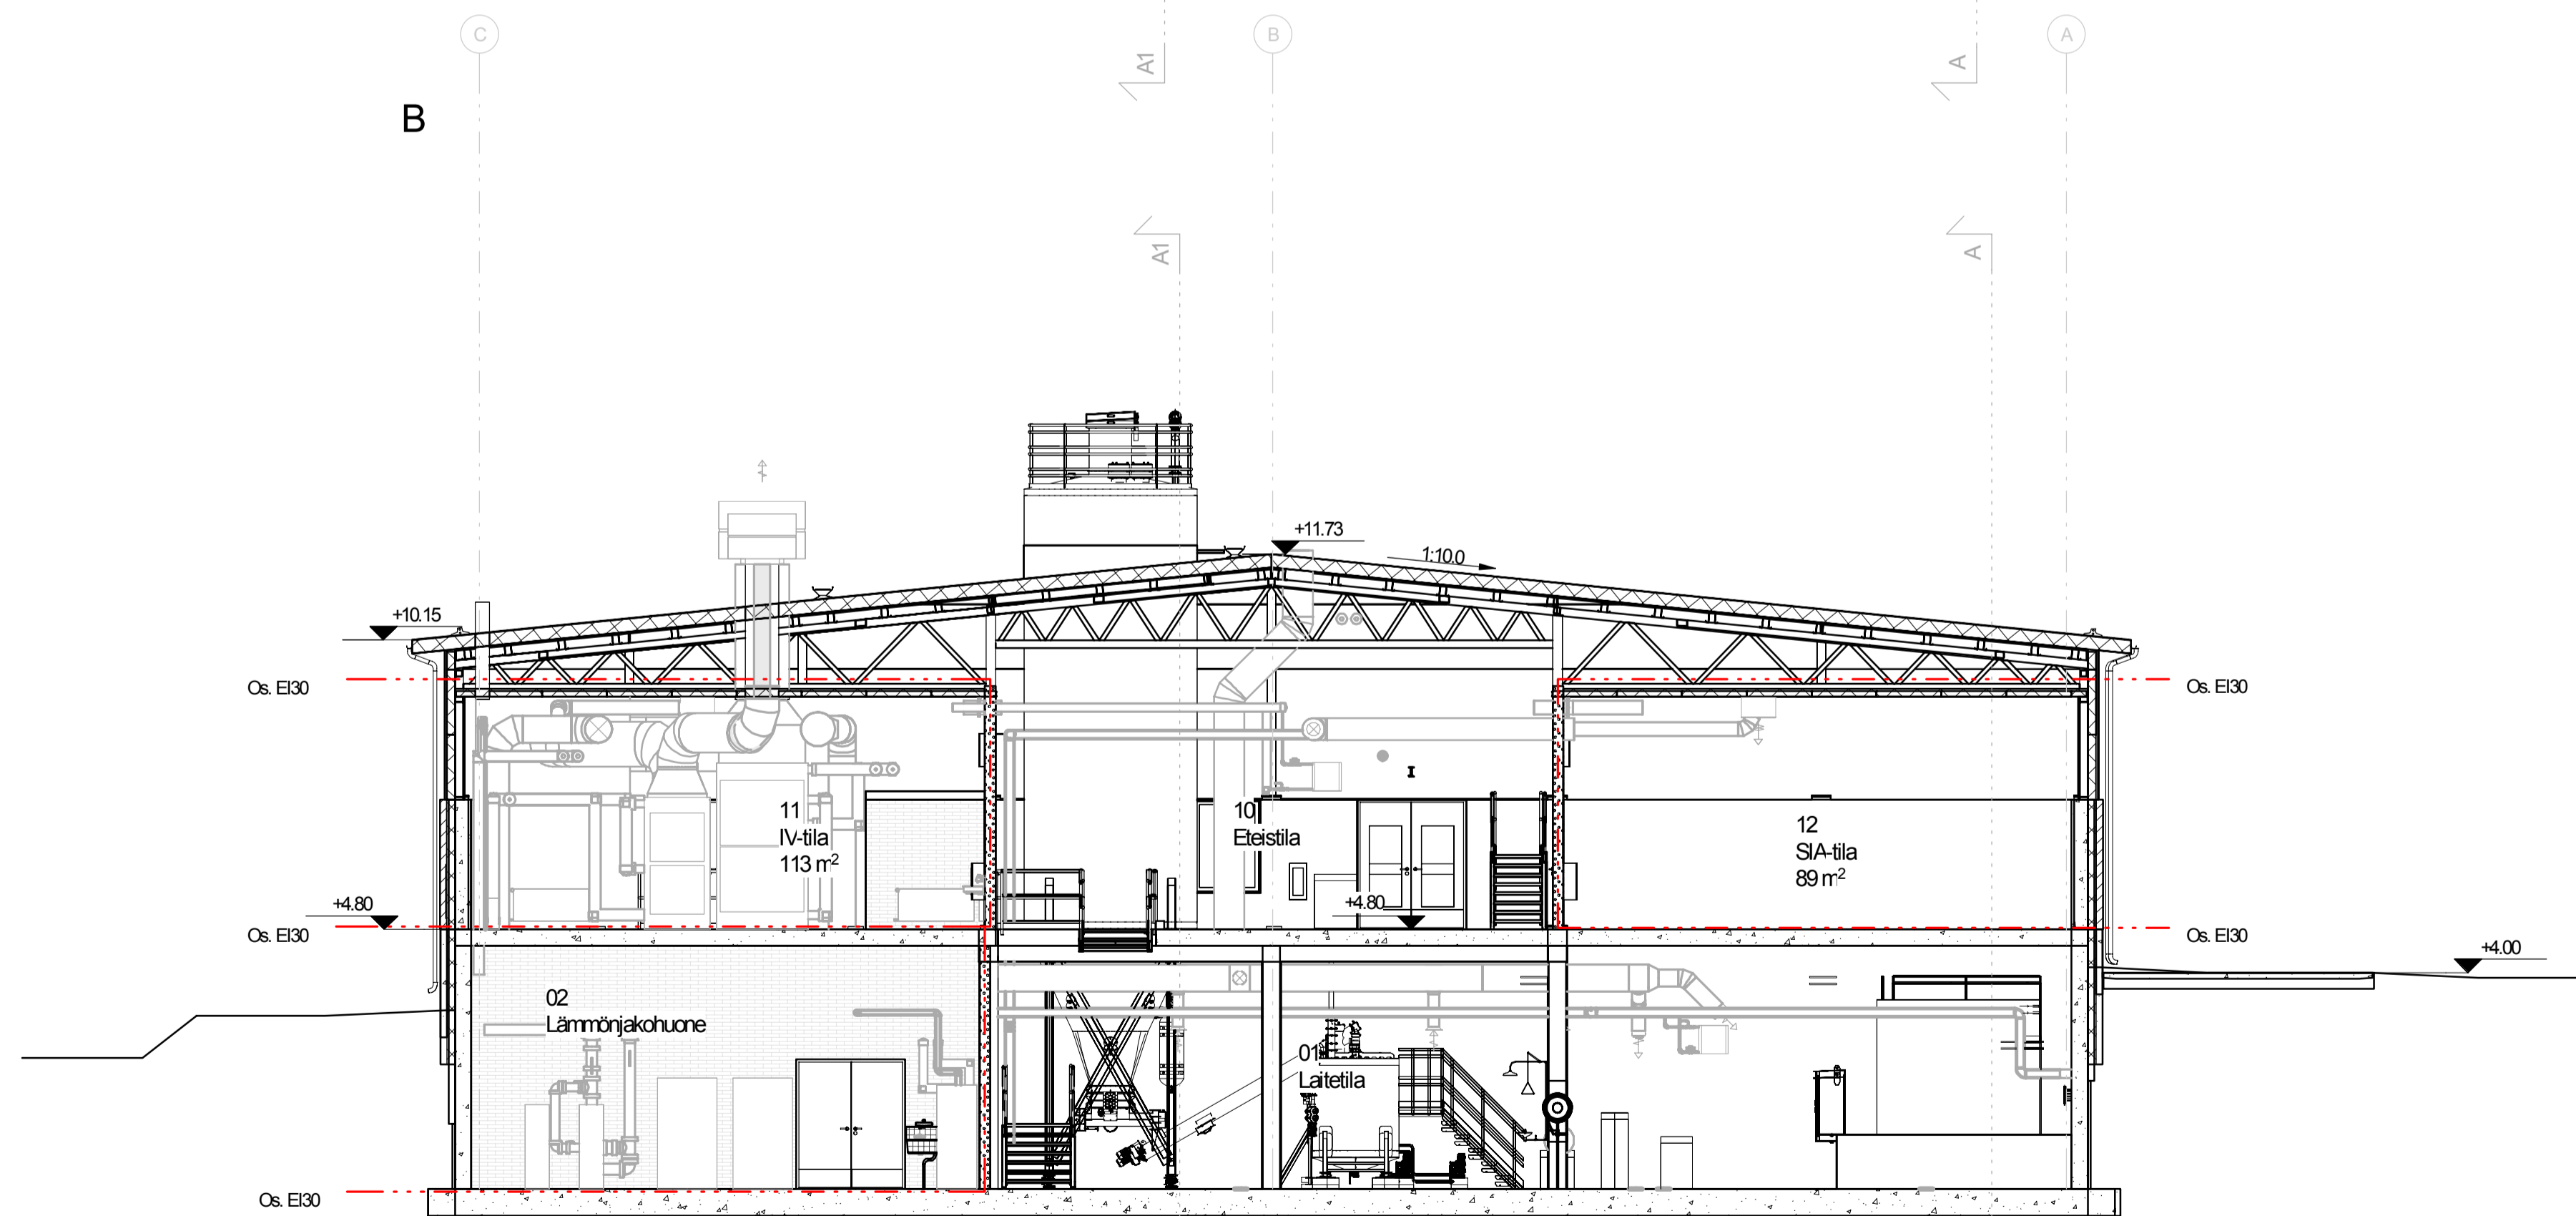 C
B
A
A1
A
B
A1
A
+11.73
1:10.0
+10.15
Os. EI30
Os. EI30
11
IV-tila
113 m²
10
Eteistila
12
SIA-tila
89 m²
+4.80
+4.80
Os. EI30
Os. EI30
+4.00
02
Lämmönjakohuone
01
Laitetila
Os. EI30